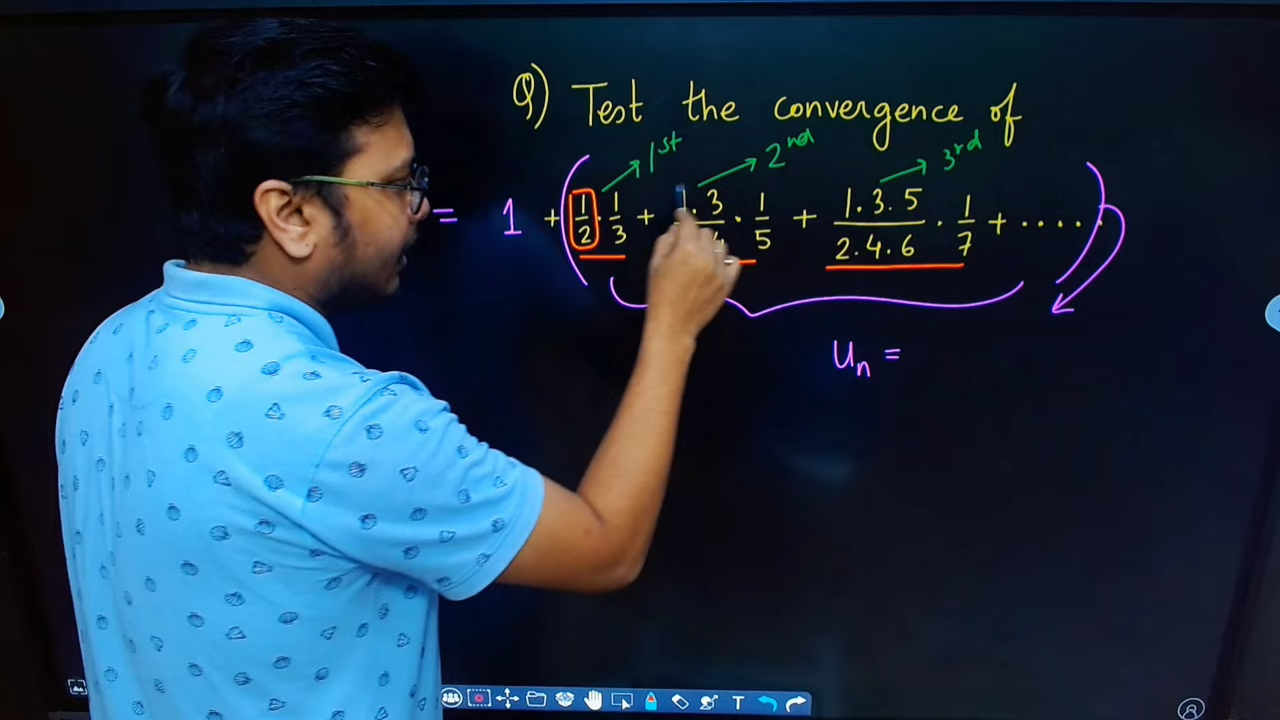 Q) Test the convergence of
1st 2nd 3rd
= 1 + ( 1/2 · 1/3 + 1·3/ · 1/5 + 1.3.5/2.4.6 · 1/7 + ..... )
un =
T